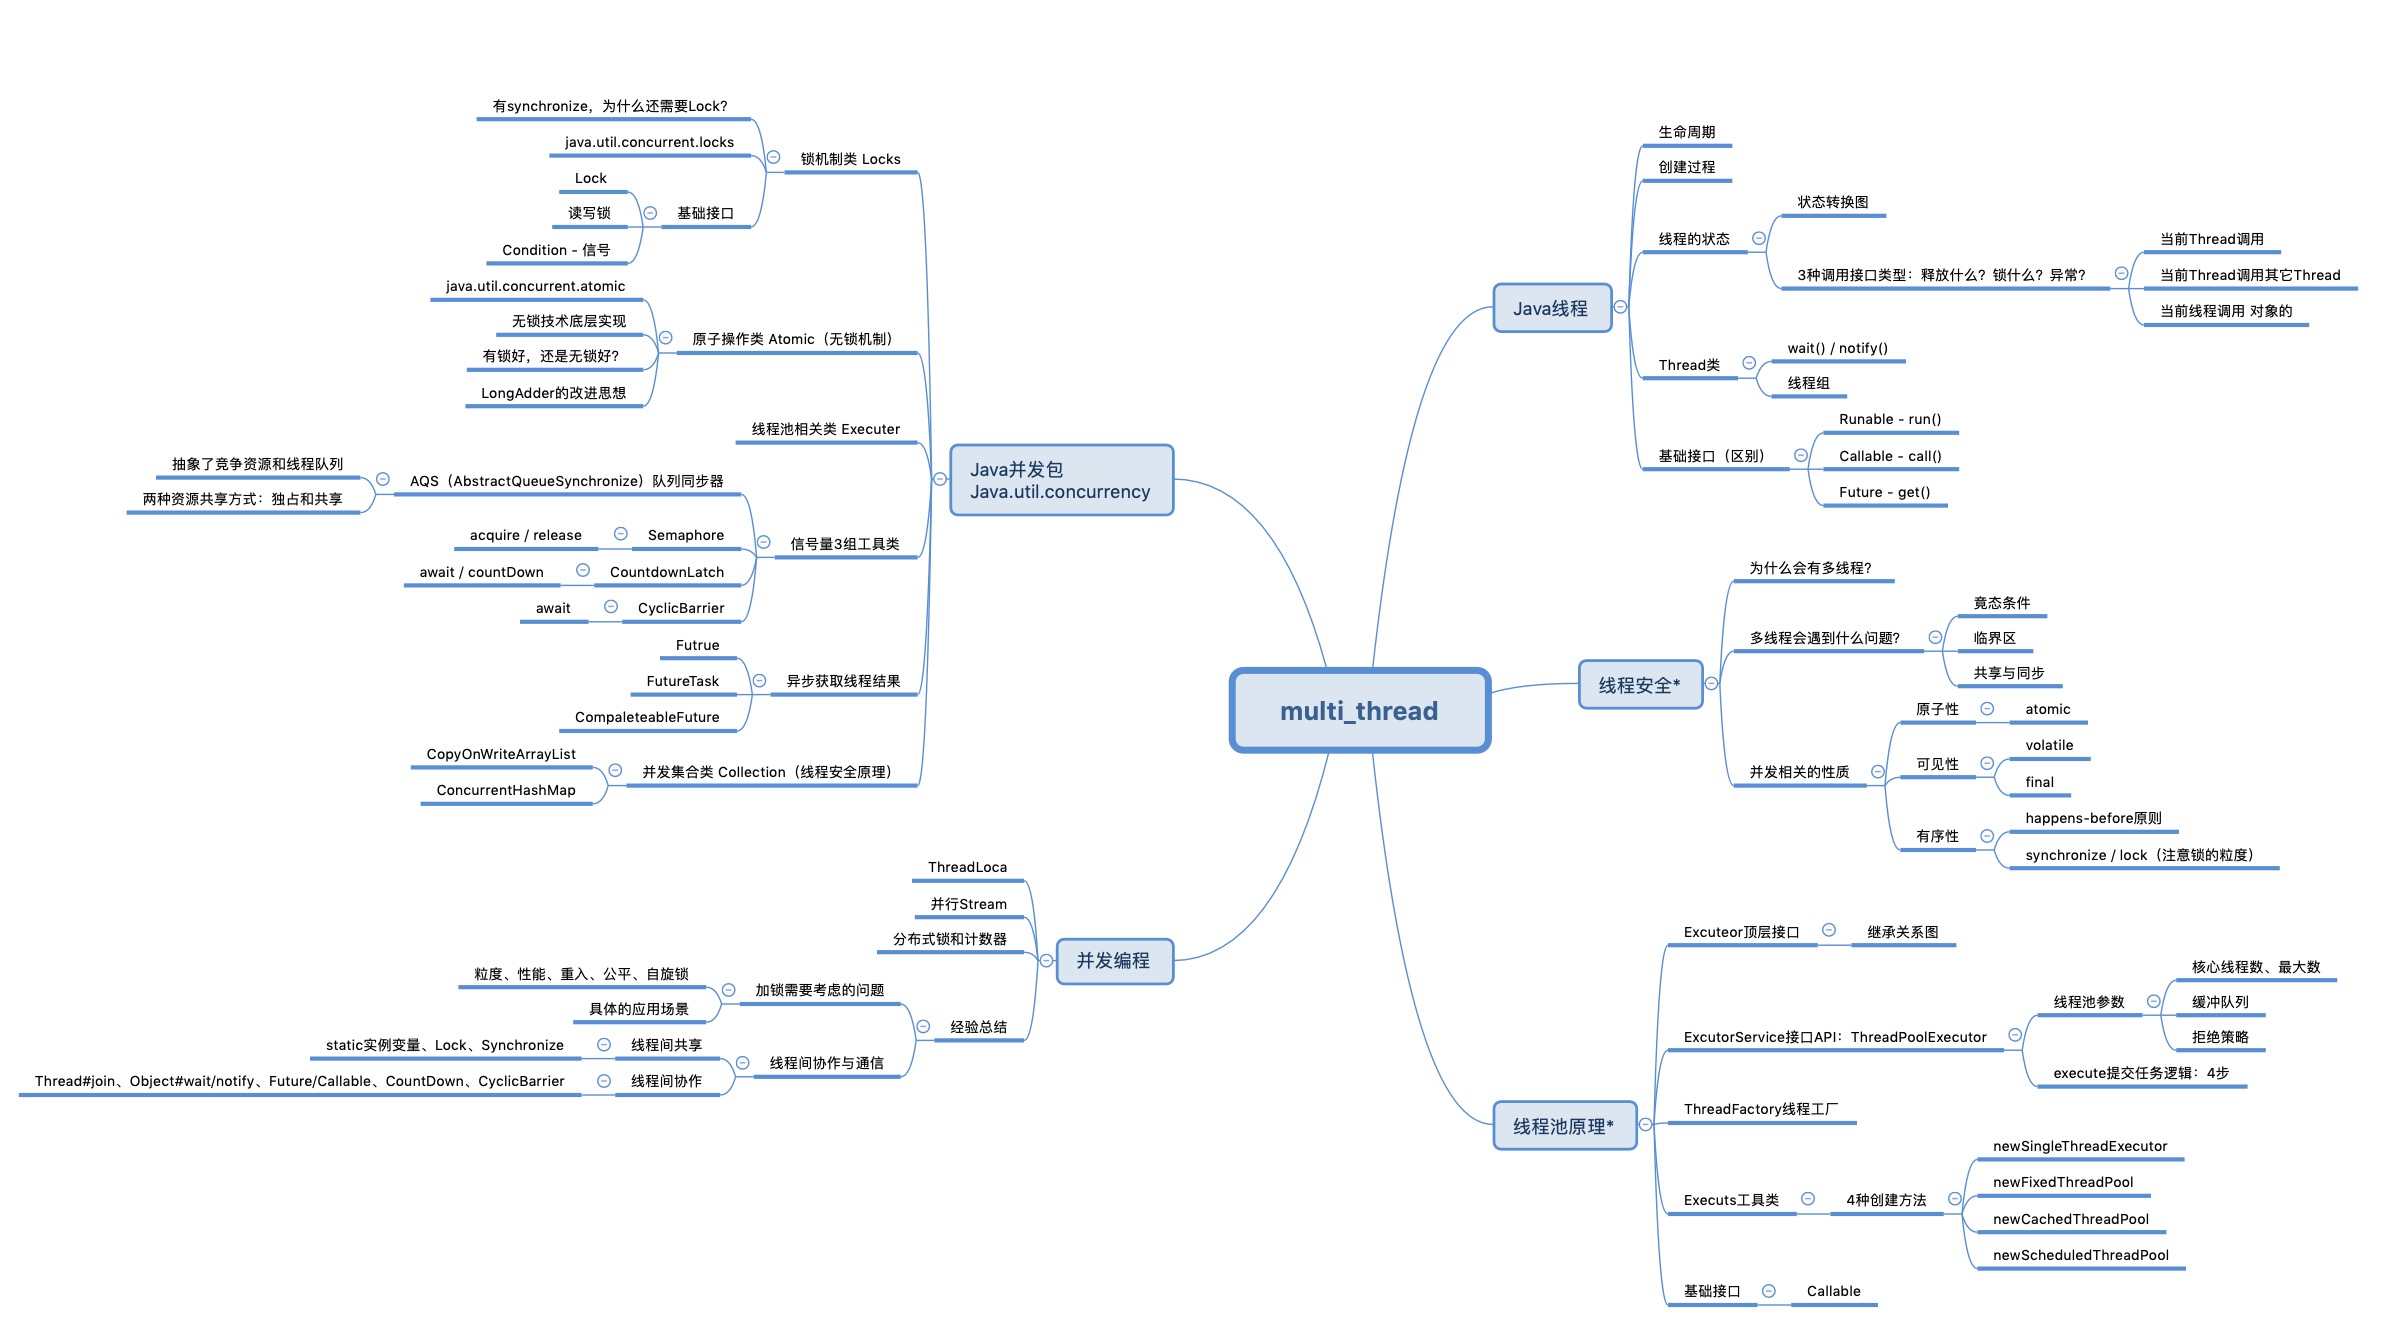 multi_thread
Java线程
生命周期
创建过程
线程的状态
状态转换图
3种调用接口类型：释放什么？锁什么？异常？
当前Thread调用
当前Thread调用其它Thread
当前线程调用 对象的
Thread类
wait() / notify()
线程组
基础接口（区别）
Runable - run()
Callable - call()
Future - get()
线程安全*
为什么会有多线程?
多线程会遇到什么问题?
竟态条件
临界区
共享与同步
并发相关的性质
原子性
atomic
可见性
volatile
final
有序性
happens-before原则
synchronize / lock（注意锁的粒度）
线程池原理*
Excuteor顶层接口
继承关系图
ExcutorService接口API：ThreadPoolExecutor
线程池参数
核心线程数、最大数
缓冲队列
拒绝策略
execute提交任务逻辑：4步
ThreadFactory线程工厂
Executs工具类
4种创建方法
newSingleThreadExecutor
newFixedThreadPool
newCachedThreadPool
newScheduledThreadPool
基础接口
Callable
Java并发包
Java.util.concurrency
锁机制类 Locks
有synchronize，为什么还需要Lock?
java.util.concurrent.locks
基础接口
Lock
读写锁
Condition - 信号
原子操作类 Atomic（无锁机制）
java.util.concurrent.atomic
无锁技术底层实现
有锁好，还是无锁好?
LongAdder的改进思想
线程池相关类 Executer
信号量3组工具类
AQS（AbstractQueueSynchronize）队列同步器
抽象了竞争资源和线程队列
两种资源共享方式：独占和共享
Semaphore
acquire / release
CountdownLatch
await / countDown
CyclicBarrier
await
异步获取线程结果
Futrue
FutureTask
CompaleteableFuture
并发集合类 Collection（线程安全原理）
CopyOnWriteArrayList
ConcurrentHashMap
并发编程
ThreadLoca
并行Stream
分布式锁和计数器
经验总结
加锁需要考虑的问题
粒度、性能、重入、公平、自旋锁
具体的应用场景
线程间协作与通信
线程间共享
static实例变量、Lock、Synchronize
线程间协作
Thread#join、Object#wait/notify、Future/Callable、CountDown、CyclicBarrier